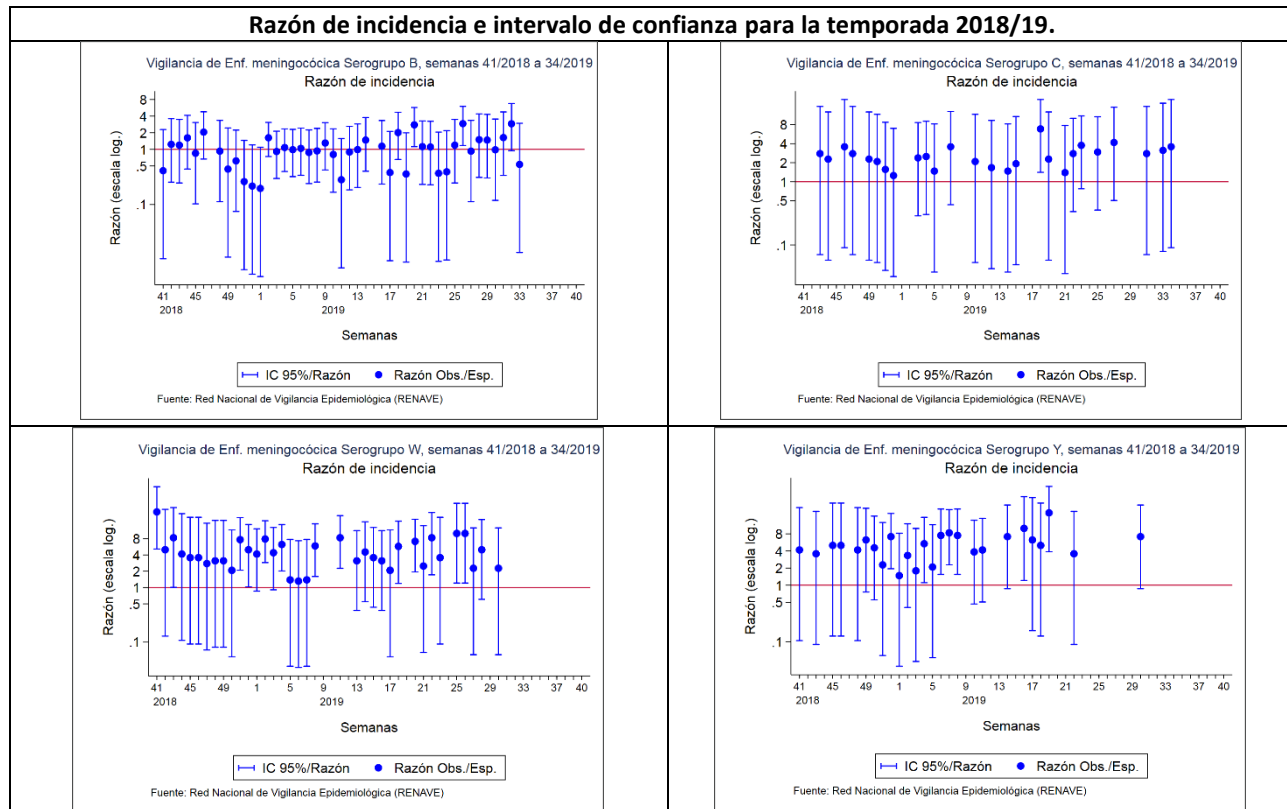 Razón de incidencia e intervalo de confianza para la temporada 2018/19.
Vigilancia de Enf. meningocócica Serogrupo B, semanas 41/2018 a 34/2019
Razón de incidencia
Razón (escala log.)
8
4
2
1
.5
.1
41 45 49 1 5 9 13 17 21 25 29 33 37 40
2018 2019
Semanas
IC 95%/Razón Razón Obs./Esp.
Fuente: Red Nacional de Vigilancia Epidemiológica (RENAVE)
Vigilancia de Enf. meningocócica Serogrupo C, semanas 41/2018 a 34/2019
Razón de incidencia
Razón (escala log.)
8
4
2
1
.5
.1
41 45 49 1 5 9 13 17 21 25 29 33 37 40
2018 2019
Semanas
IC 95%/Razón Razón Obs./Esp.
Fuente: Red Nacional de Vigilancia Epidemiológica (RENAVE)
Vigilancia de Enf. meningocócica Serogrupo W, semanas 41/2018 a 34/2019
Razón de incidencia
Razón (escala log.)
8
4
2
1
.5
.1
41 45 49 1 5 9 13 17 21 25 29 33 37 40
2018 2019
Semanas
IC 95%/Razón Razón Obs./Esp.
Fuente: Red Nacional de Vigilancia Epidemiológica (RENAVE)
Vigilancia de Enf. meningocócica Serogrupo Y, semanas 41/2018 a 34/2019
Razón de incidencia
Razón (escala log.)
8
4
2
1
.5
.1
41 45 49 1 5 9 13 17 21 25 29 33 37 40
2018 2019
Semanas
IC 95%/Razón Razón Obs./Esp.
Fuente: Red Nacional de Vigilancia Epidemiológica (RENAVE)